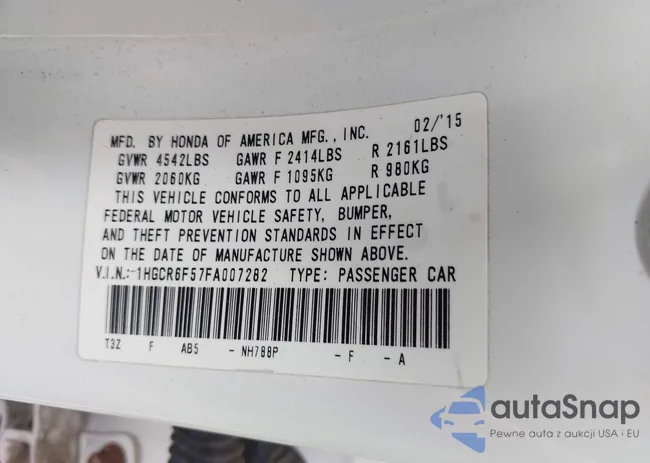 MFD. BY HONDA OF AMERICA MFG., INC. 02/'15
GVWR 4542LBS GAWR F 2414LBS R 2161LBS
GVWR 2060KG GAWR F 1095KG R 980KG
THIS VEHICLE CONFORMS TO ALL APPLICABLE
FEDERAL MOTOR VEHICLE SAFETY, BUMPER,
AND THEFT PREVENTION STANDARDS IN EFFECT
ON THE DATE OF MANUFACTURE SHOWN ABOVE.
V.I.N.: 1HGCR6F57FA007282 TYPE: PASSENGER CAR
T3Z F AB5 - NH788P - F - A
autaSnap
Pewne auta z aukcji USA i EU